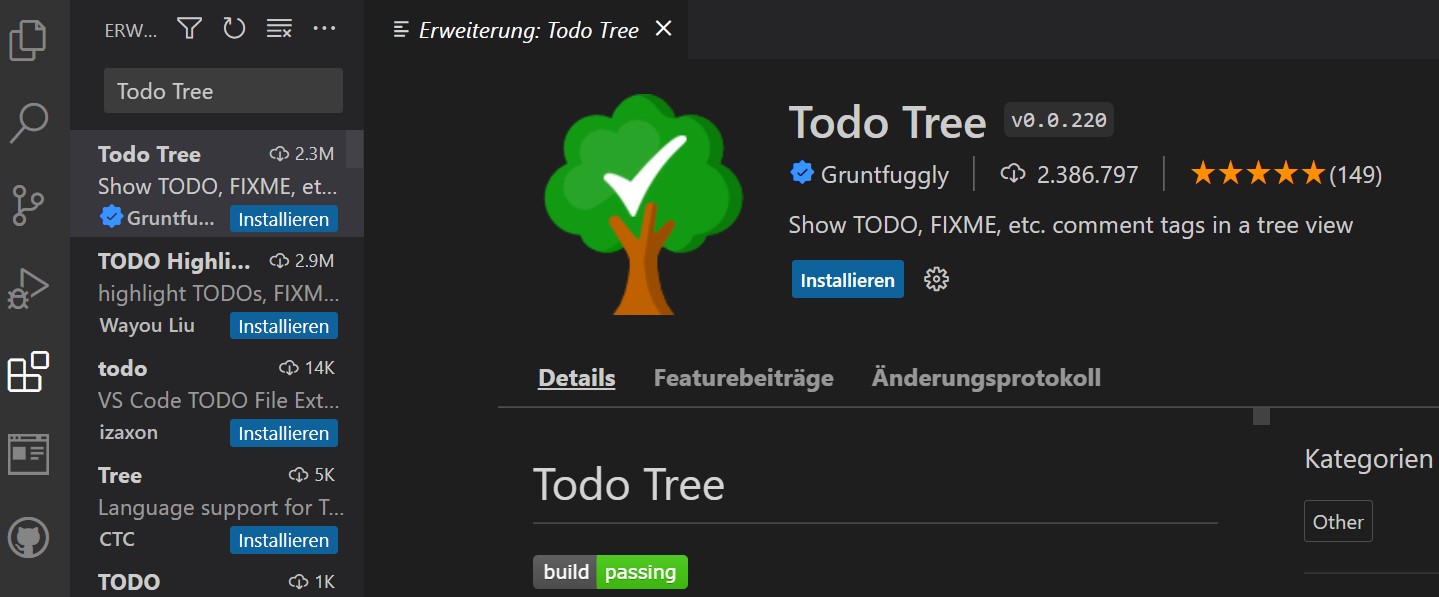 ERW...
Todo Tree
Todo Tree 2.3M
Show TODO, FIXME, et...
Gruntfu... Installieren
TODO Highli... 2.9M
highlight TODOs, FIXM...
Wayou Liu Installieren
todo 14K
VS Code TODO File Ext...
izaxon Installieren
Tree 5K
Language support for T...
CTC Installieren
TODO 1K
Erweiterung: Todo Tree
Todo Tree v0.0.220
Gruntfuggly 2.386.797 (149)
Show TODO, FIXME, etc. comment tags in a tree view
Installieren
Details Featurebeiträge Änderungsprotokoll
Todo Tree
build passing
Kategorien
Other